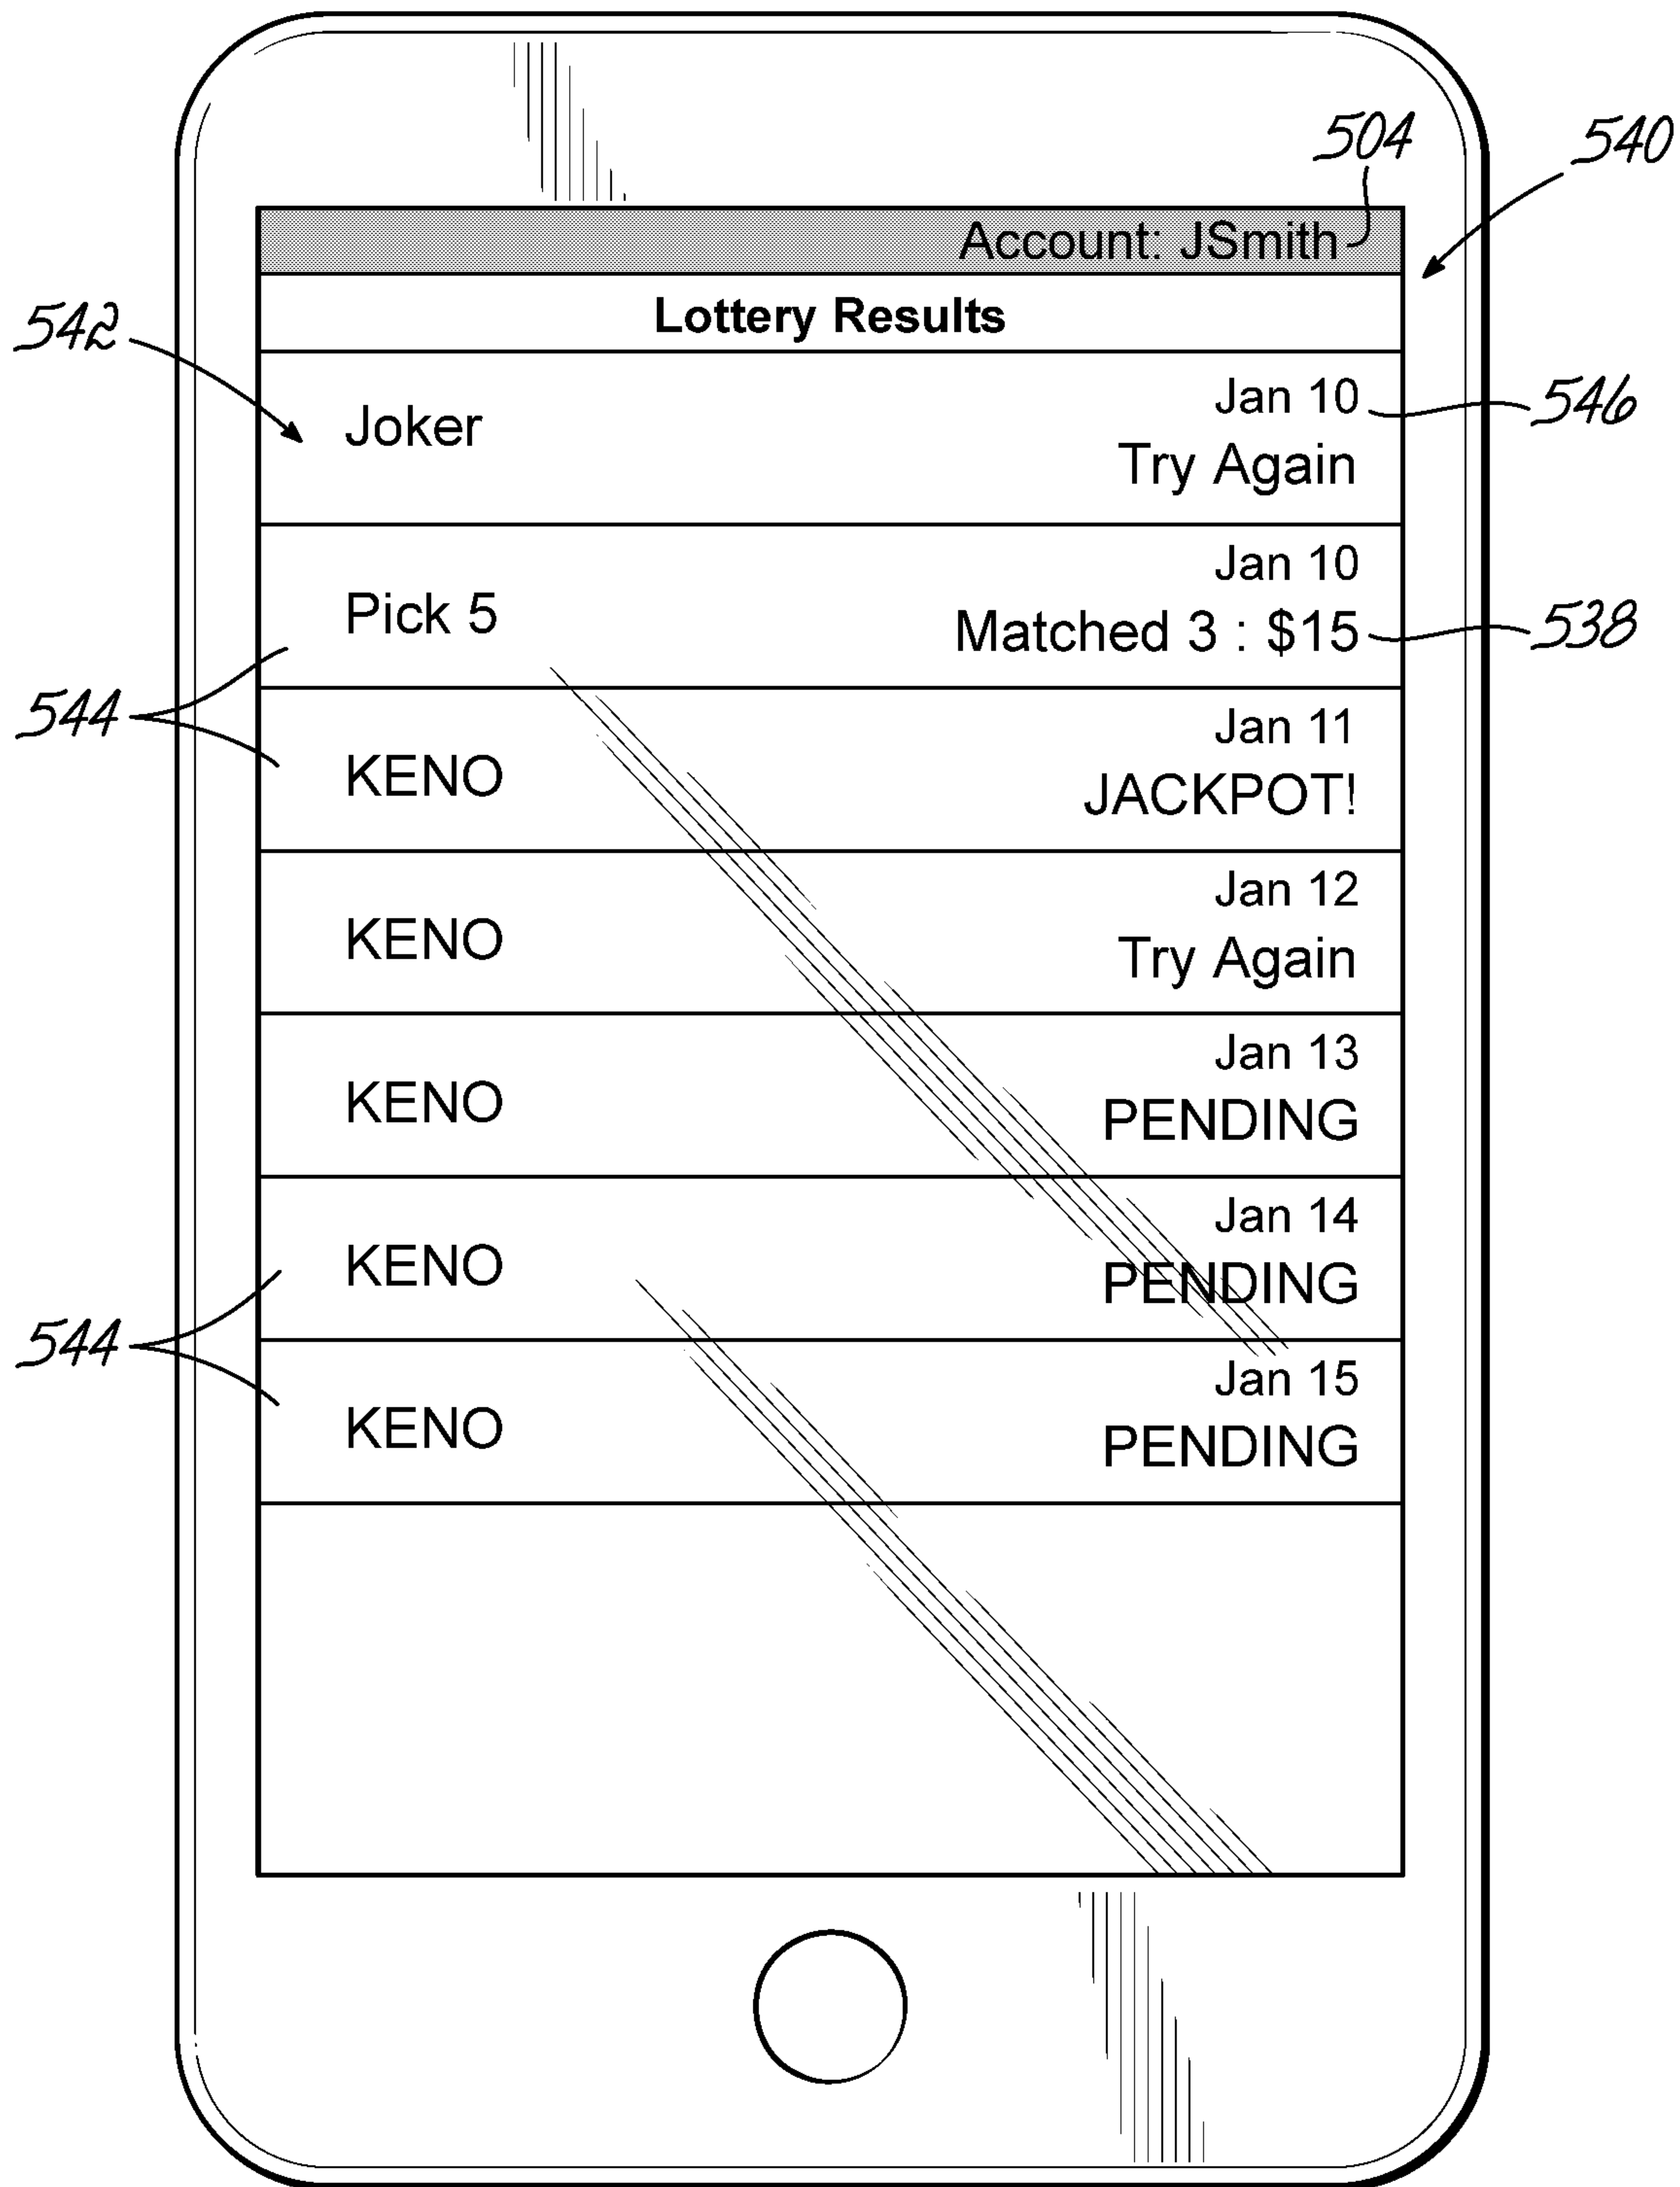 504
540
Account: JSmith
Lottery Results
542
Joker
Jan 10
546
Try Again
Pick 5
Jan 10
Matched 3 : $15
538
544
KENO
Jan 11
JACKPOT!
KENO
Jan 12
Try Again
KENO
Jan 13
PENDING
KENO
Jan 14
PENDING
544
KENO
Jan 15
PENDING